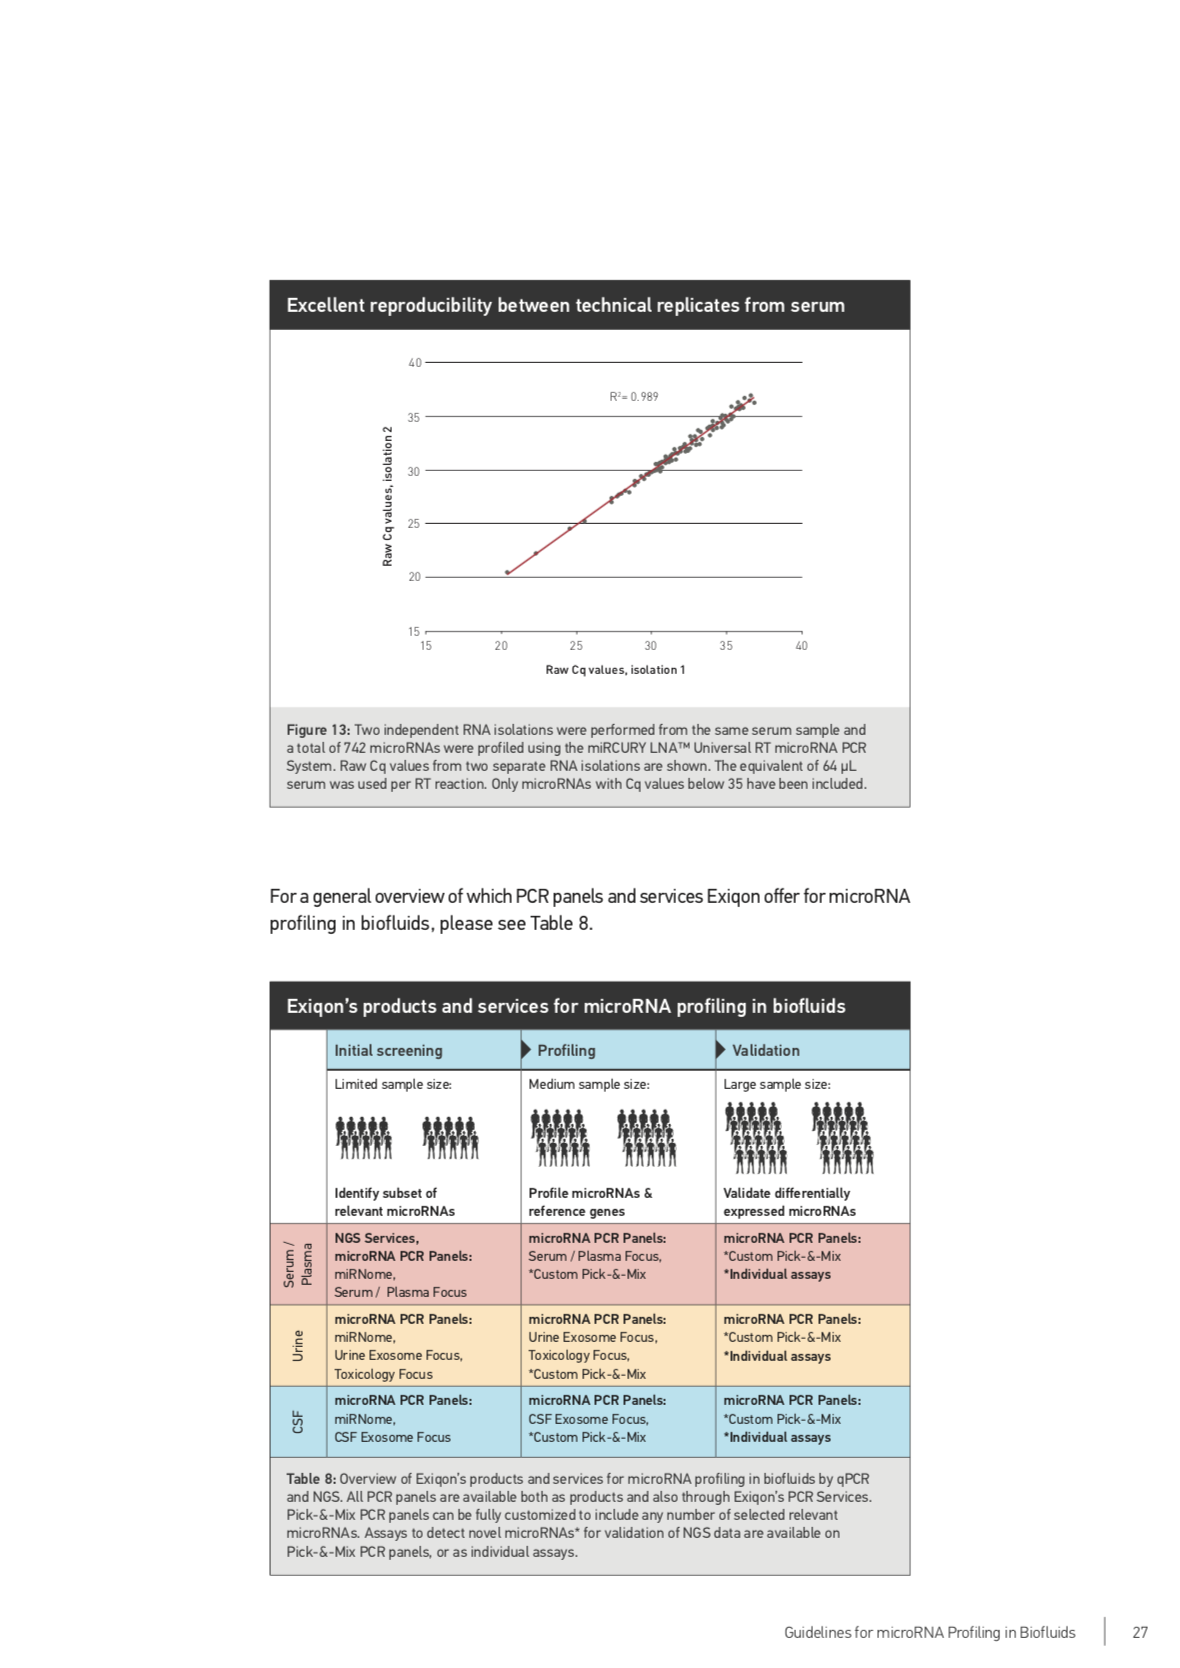 Excellent reproducibility between technical replicates from serum
40
R²= 0.989
35
30
25
20
15
Raw Cq values, isolation 2
15 20 25 30 35 40
Raw Cq values, isolation 1
Figure 13: Two independent RNA isolations were performed from the same serum sample and
a total of 742 microRNAs were profiled using the miRCURY LNA™ Universal RT microRNA PCR
System. Raw Cq values from two separate RNA isolations are shown. The equivalent of 64 µL
serum was used per RT reaction. Only microRNAs with Cq values below 35 have been included.
For a general overview of which PCR panels and services Exiqon offer for microRNA
profiling in biofluids, please see Table 8.
Exiqon's products and services for microRNA profiling in biofluids
Initial screening
Profiling
Validation
Limited sample size:
Identify subset of
relevant microRNAs
Medium sample size:
Profile microRNAs &
reference genes
Large sample size:
Validate differentially
expressed microRNAs
Serum /
Plasma
NGS Services,
microRNA PCR Panels:
miRNome,
Serum / Plasma Focus
microRNA PCR Panels:
Serum / Plasma Focus,
*Custom Pick-&-Mix
microRNA PCR Panels:
*Custom Pick-&-Mix
*Individual assays
Urine
microRNA PCR Panels:
miRNome,
Urine Exosome Focus,
Toxicology Focus
microRNA PCR Panels:
Urine Exosome Focus,
Toxicology Focus,
*Custom Pick-&-Mix
microRNA PCR Panels:
*Custom Pick-&-Mix
*Individual assays
CSF
microRNA PCR Panels:
miRNome,
CSF Exosome Focus
microRNA PCR Panels:
CSF Exosome Focus,
*Custom Pick-&-Mix
microRNA PCR Panels:
*Custom Pick-&-Mix
*Individual assays
Table 8: Overview of Exiqon's products and services for microRNA profiling in biofluids by qPCR
and NGS. All PCR panels are available both as products and also through Exiqon's PCR Services.
Pick-&-Mix PCR panels can be fully customized to include any number of selected relevant
microRNAs. Assays to detect novel microRNAs* for validation of NGS data are available on
Pick-&-Mix PCR panels, or as individual assays.
Guidelines for microRNA Profiling in Biofluids 27